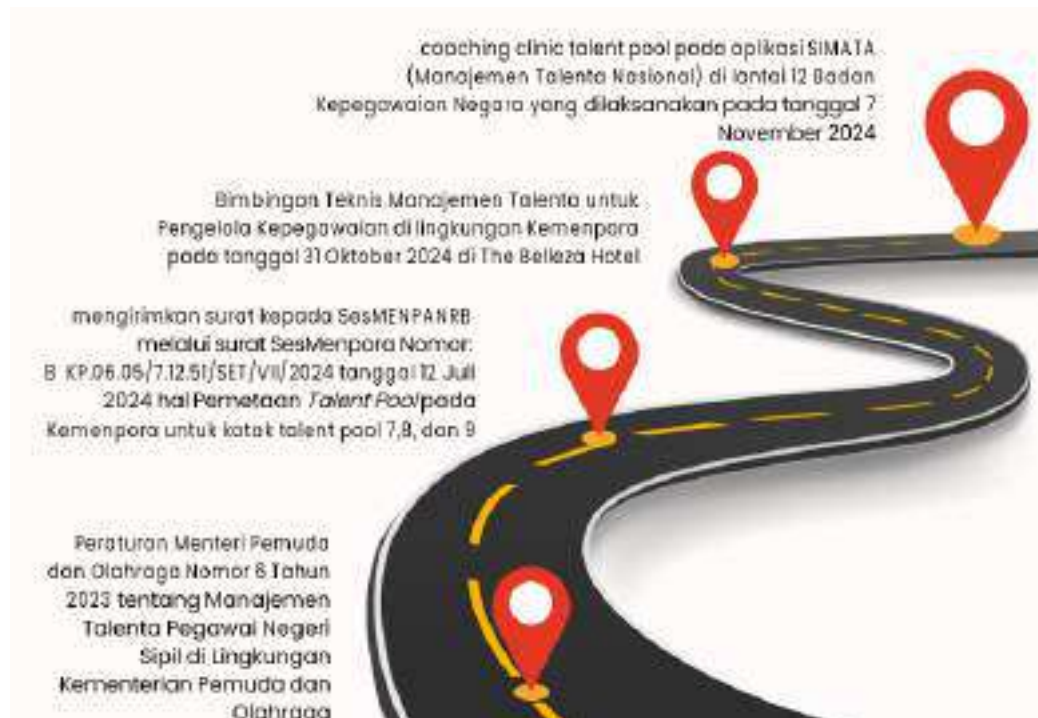 coaching clinic talent pool pada aplikasi SIMATA
(Manajemen Talenta Nasional) di lantai 12 Badan
Kepegawaian Negara yang dilaksanakan pada tanggal 7
November 2024
Bimbingan Teknis Manajemen Talenta untuk
Pengelola Kepegawaian di lingkungan Kemenpora
pada tanggal 31 Oktober 2024 di The Belleza Hotel
mengirimkan surat kepada SesMENPANRB
melalui surat SesMenpora Nomor:
B KP.06.05/7.12.51/SET/VII/2024 tanggal 12 Juli
2024 hal Pemetaan Talent Pool pada
Kemenpora untuk kotak talent pool 7,8, dan 9
Peraturan Menteri Pemuda
dan Olahraga Nomor 6 Tahun
2023 tentang Manajemen
Talenta Pegawai Negeri
Sipil di Lingkungan
Kementerian Pemuda dan
Olahraga